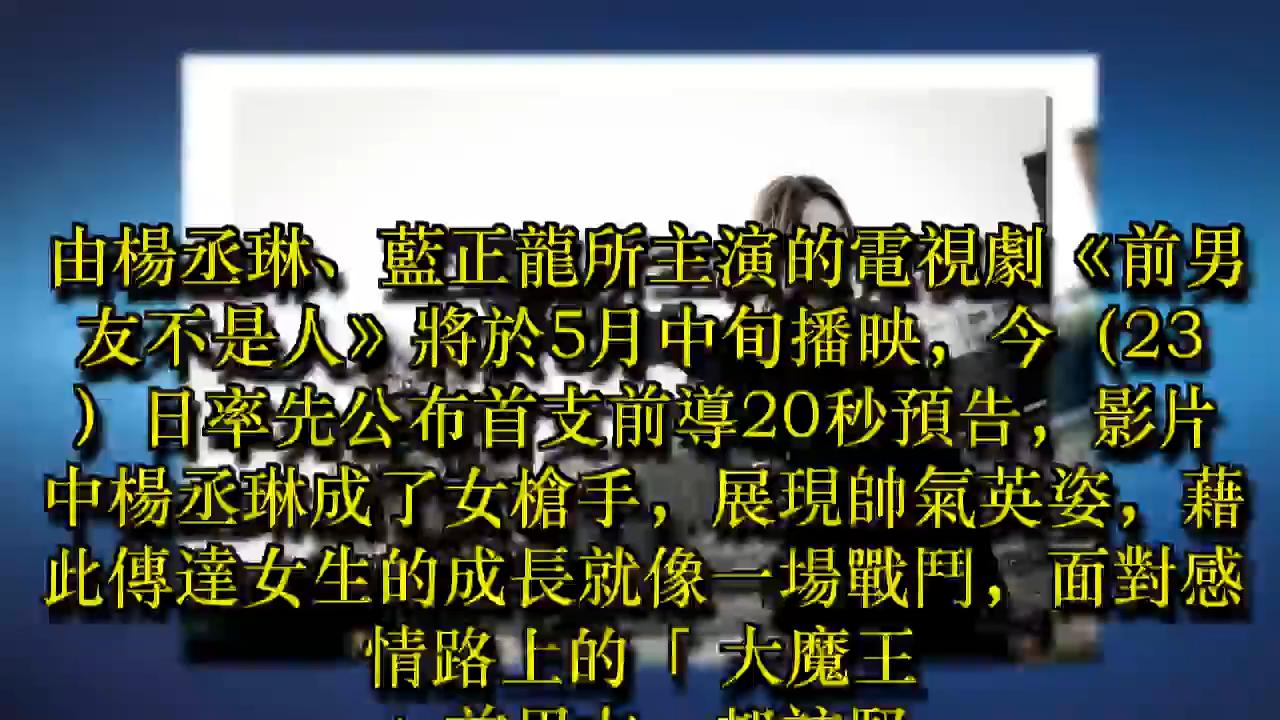 由楊丞琳、藍正龍所主演的電視劇《前男
友不是人》將於5月中旬播映，今（23
）日率先公布首支前導20秒預告，影片
中楊丞琳成了女槍手，展現帥氣英姿，藉
此傳達女生的成長就像一場戰鬥，面對感
情路上的「 大魔王